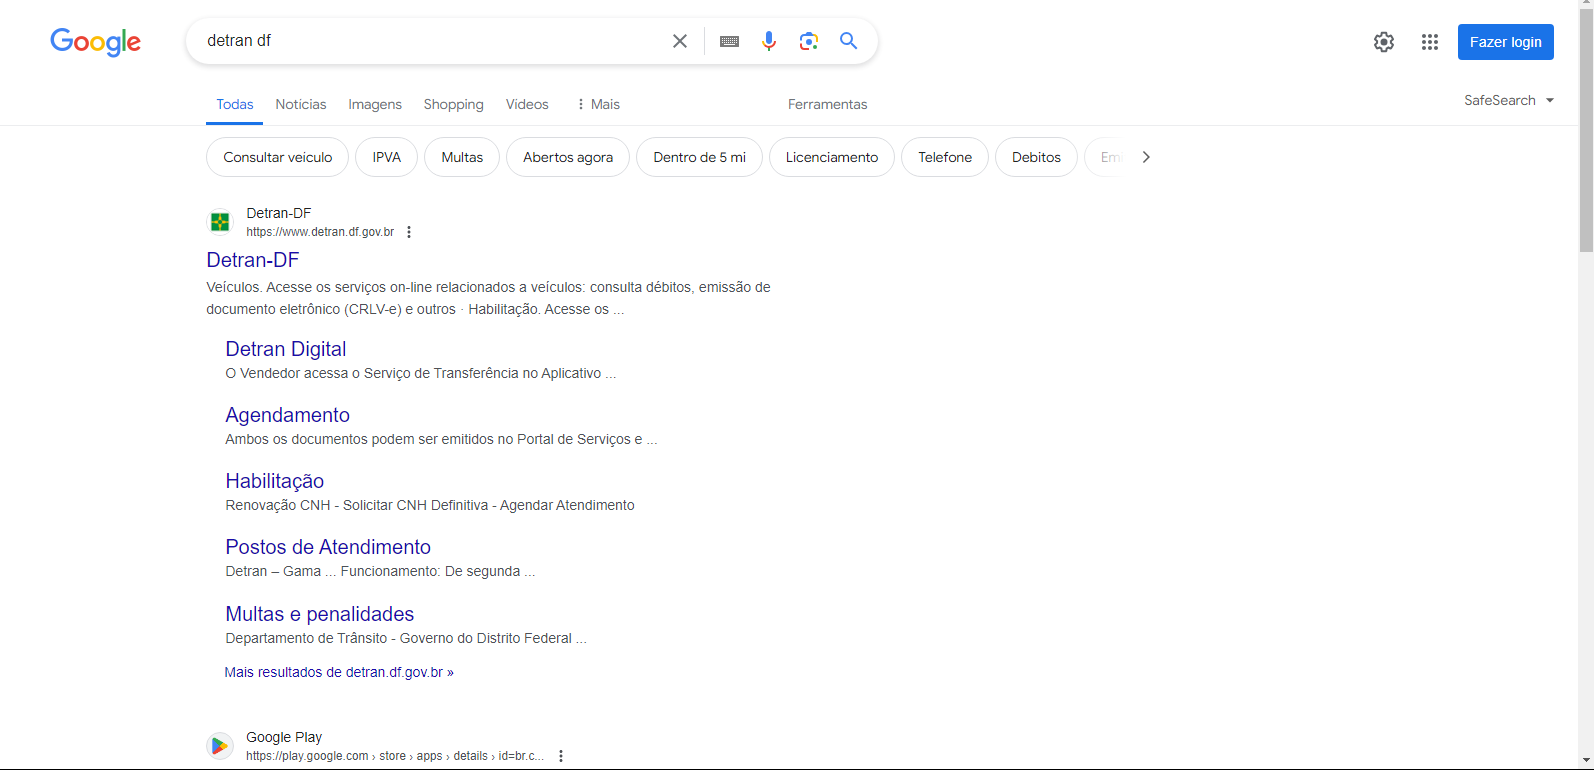 Google
detran df
Fazer login
Todas Notícias Imagens Shopping Vídeos Mais Ferramentas SafeSearch
Consultar veículo IPVA Multas Abertos agora Dentro de 5 mi Licenciamento Telefone Debitos
Detran-DF
https://www.detran.df.gov.br
Detran-DF
Veículos. Acesse os serviços on-line relacionados a veículos: consulta débitos, emissão de
documento eletrônico (CRLV-e) e outros · Habilitação. Acesse os ...
Detran Digital
O Vendedor acessa o Serviço de Transferência no Aplicativo ...
Agendamento
Ambos os documentos podem ser emitidos no Portal de Serviços e ...
Habilitação
Renovação CNH - Solicitar CNH Definitiva - Agendar Atendimento
Postos de Atendimento
Detran – Gama ... Funcionamento: De segunda ...
Multas e penalidades
Departamento de Trânsito - Governo do Distrito Federal ...
Mais resultados de detran.df.gov.br »
Google Play
https://play.google.com › store › apps › details › id=br.c...